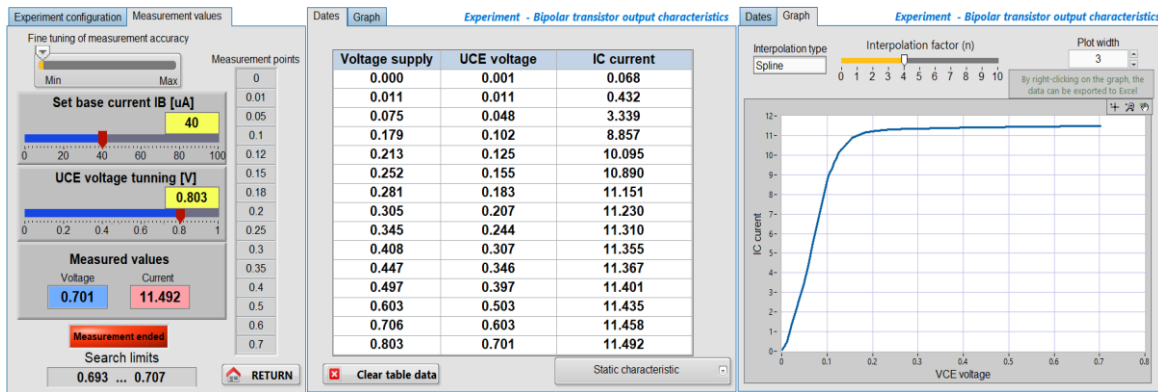 Experiment configuration
Measurement values
Fine tuning of measurement accuracy
Min Max
Set base current IB [uA]
40
0 20 40 60 80 100
UCE voltage tunning [V]
0.803
0 0.2 0.4 0.6 0.8 1
Measured values
Voltage Current
0.701 11.492
Measurement ended
Search limits
0.693 ... 0.707
Measurement points
0
0.01
0.05
0.1
0.12
0.15
0.18
0.2
0.25
0.3
0.35
0.4
0.5
0.6
0.7
RETURN
Dates Graph
Experiment - Bipolar transistor output characteristics
Voltage supply UCE voltage IC current
0.000 0.001 0.068
0.011 0.011 0.432
0.075 0.048 3.339
0.179 0.102 8.857
0.213 0.125 10.095
0.252 0.155 10.890
0.281 0.183 11.151
0.305 0.207 11.230
0.345 0.244 11.310
0.408 0.307 11.355
0.447 0.346 11.367
0.497 0.397 11.401
0.603 0.503 11.435
0.706 0.603 11.458
0.803 0.701 11.492
Clear table data
Static characteristic
Dates Graph
Experiment - Bipolar transistor output characteristics
Interpolation type
Spline
Interpolation factor (n)
0 1 2 3 4 5 6 7 8 9 10
Plot width
3
By right-clicking on the graph, the
data can be exported to Excel
12
11
10
9
8
7
6
5
4
3
2
1
0
IC curent
0 0.1 0.2 0.3 0.4 0.5 0.6 0.7 0.8
VCE voltage